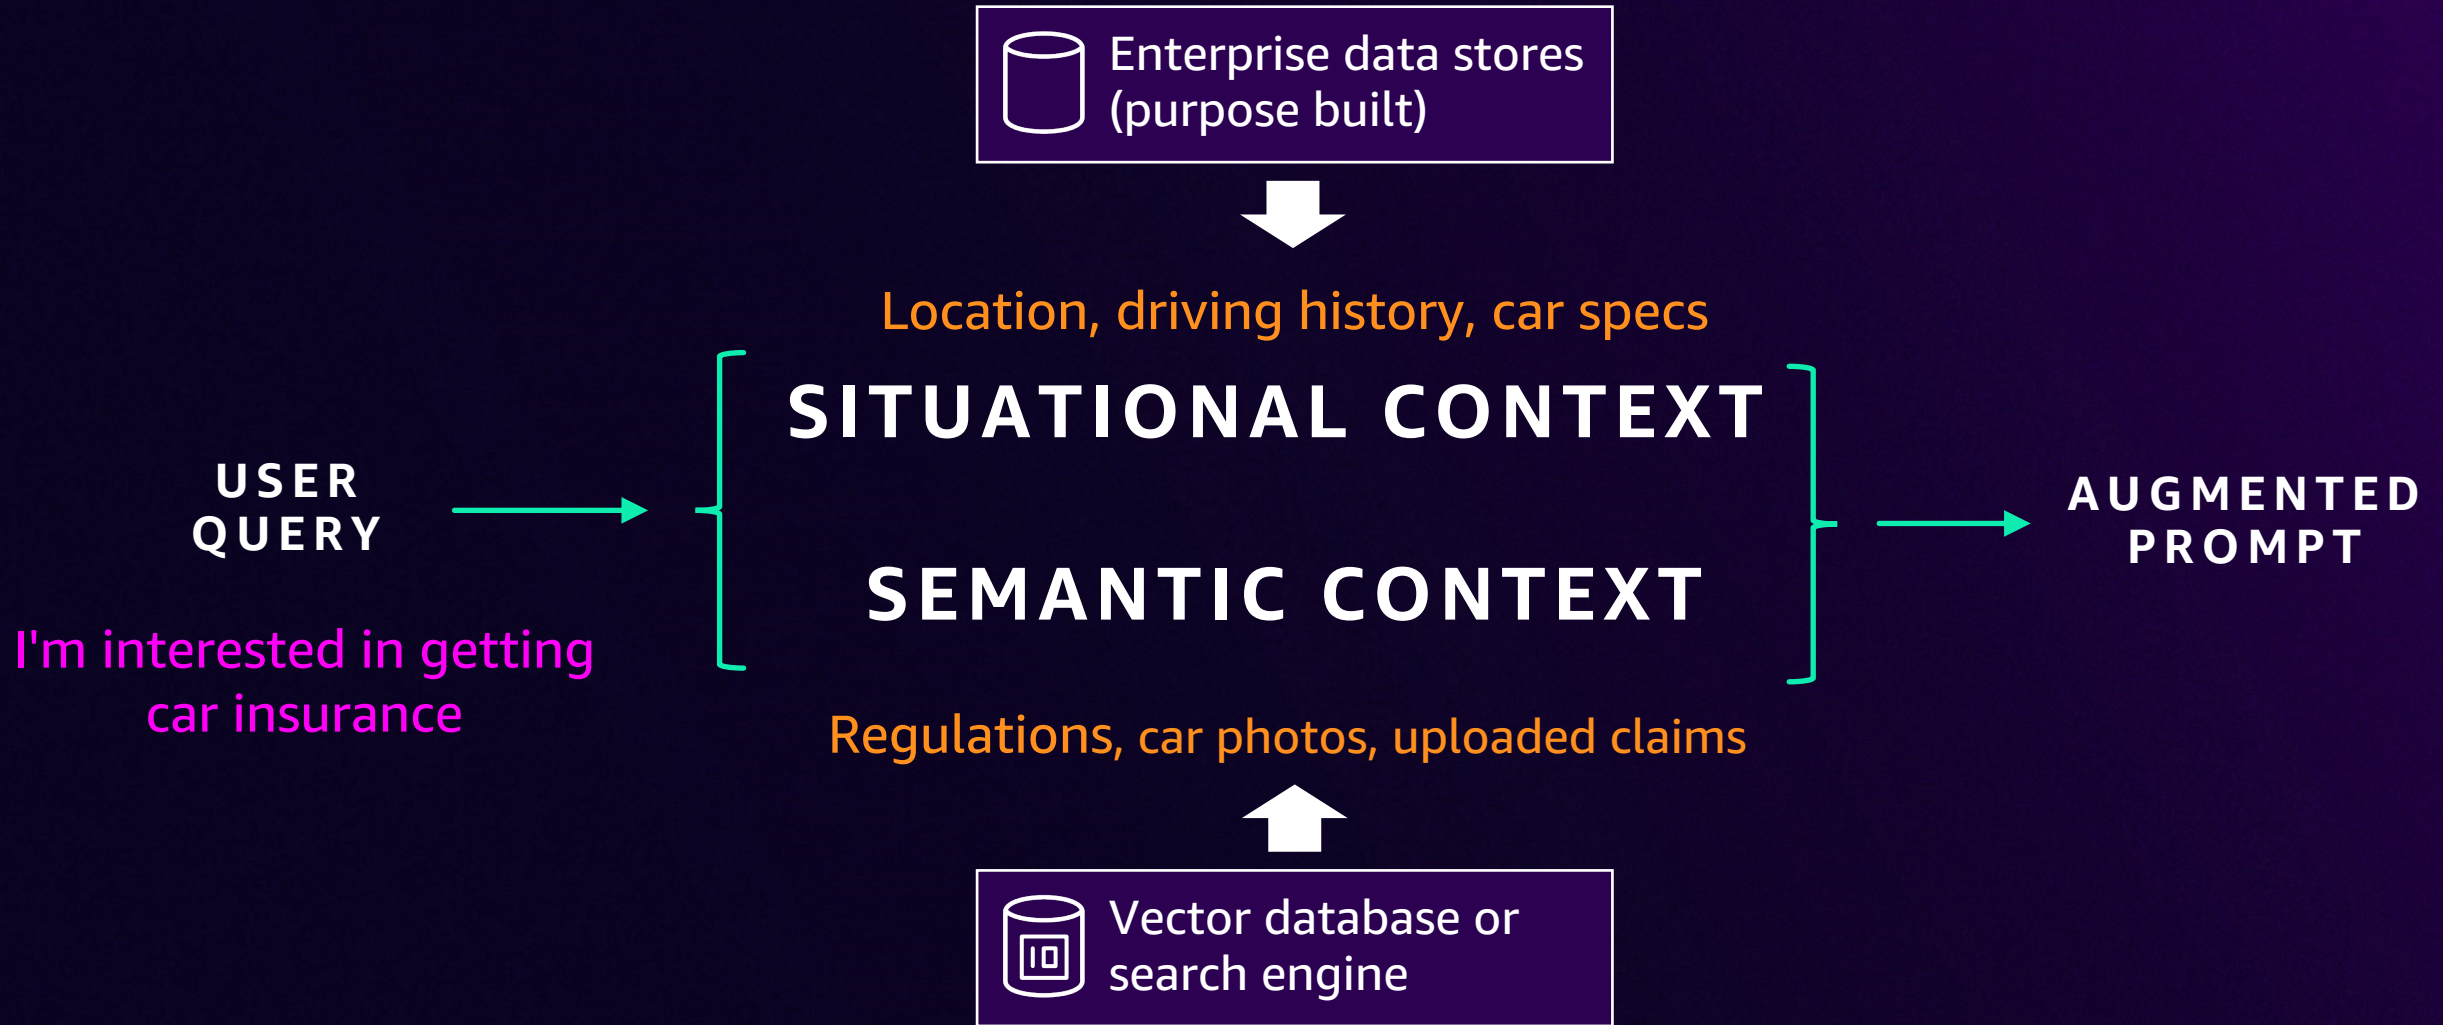 Enterprise data stores
(purpose built)
Location, driving history, car specs
SITUATIONAL CONTEXT
USER
QUERY
AUGMENTED
PROMPT
SEMANTIC CONTEXT
I'm interested in getting
car insurance
Regulations, car photos, uploaded claims
Vector database or
search engine